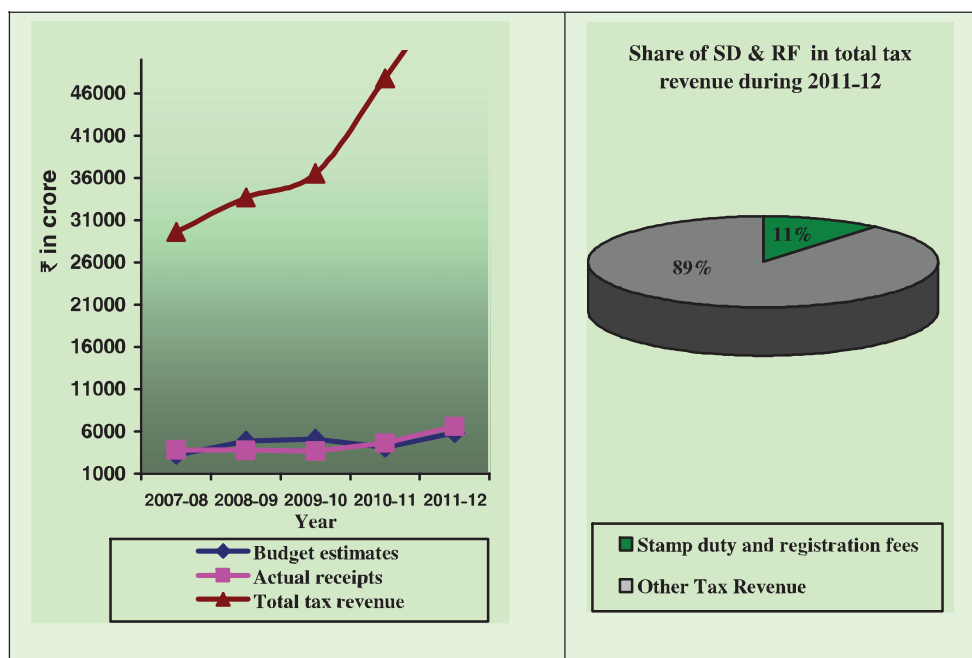 46000
41000
36000
31000
26000
21000
16000
11000
6000
1000
₹ in crore
2007-08 2008-09 2009-10 2010-11 2011-12
Year
Budget estimates
Actual receipts
Total tax revenue
Share of SD & RF in total tax
revenue during 2011-12
11%
89%
Stamp duty and registration fees
Other Tax Revenue